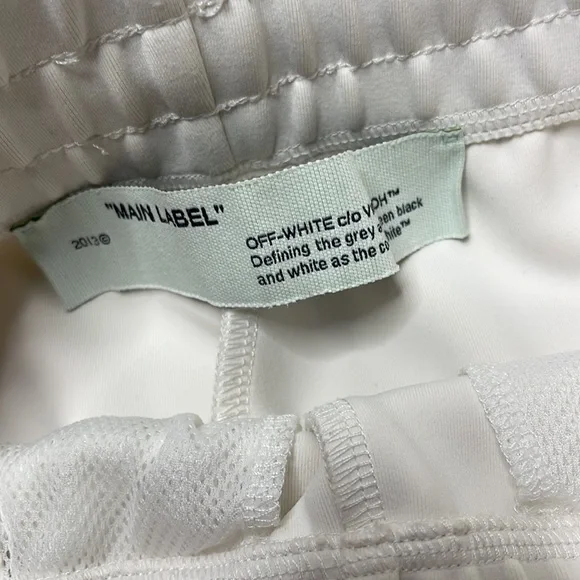 "MAIN LABEL"
2013©
OFF-WHITE c/o
Defining the grey
and white as the
black